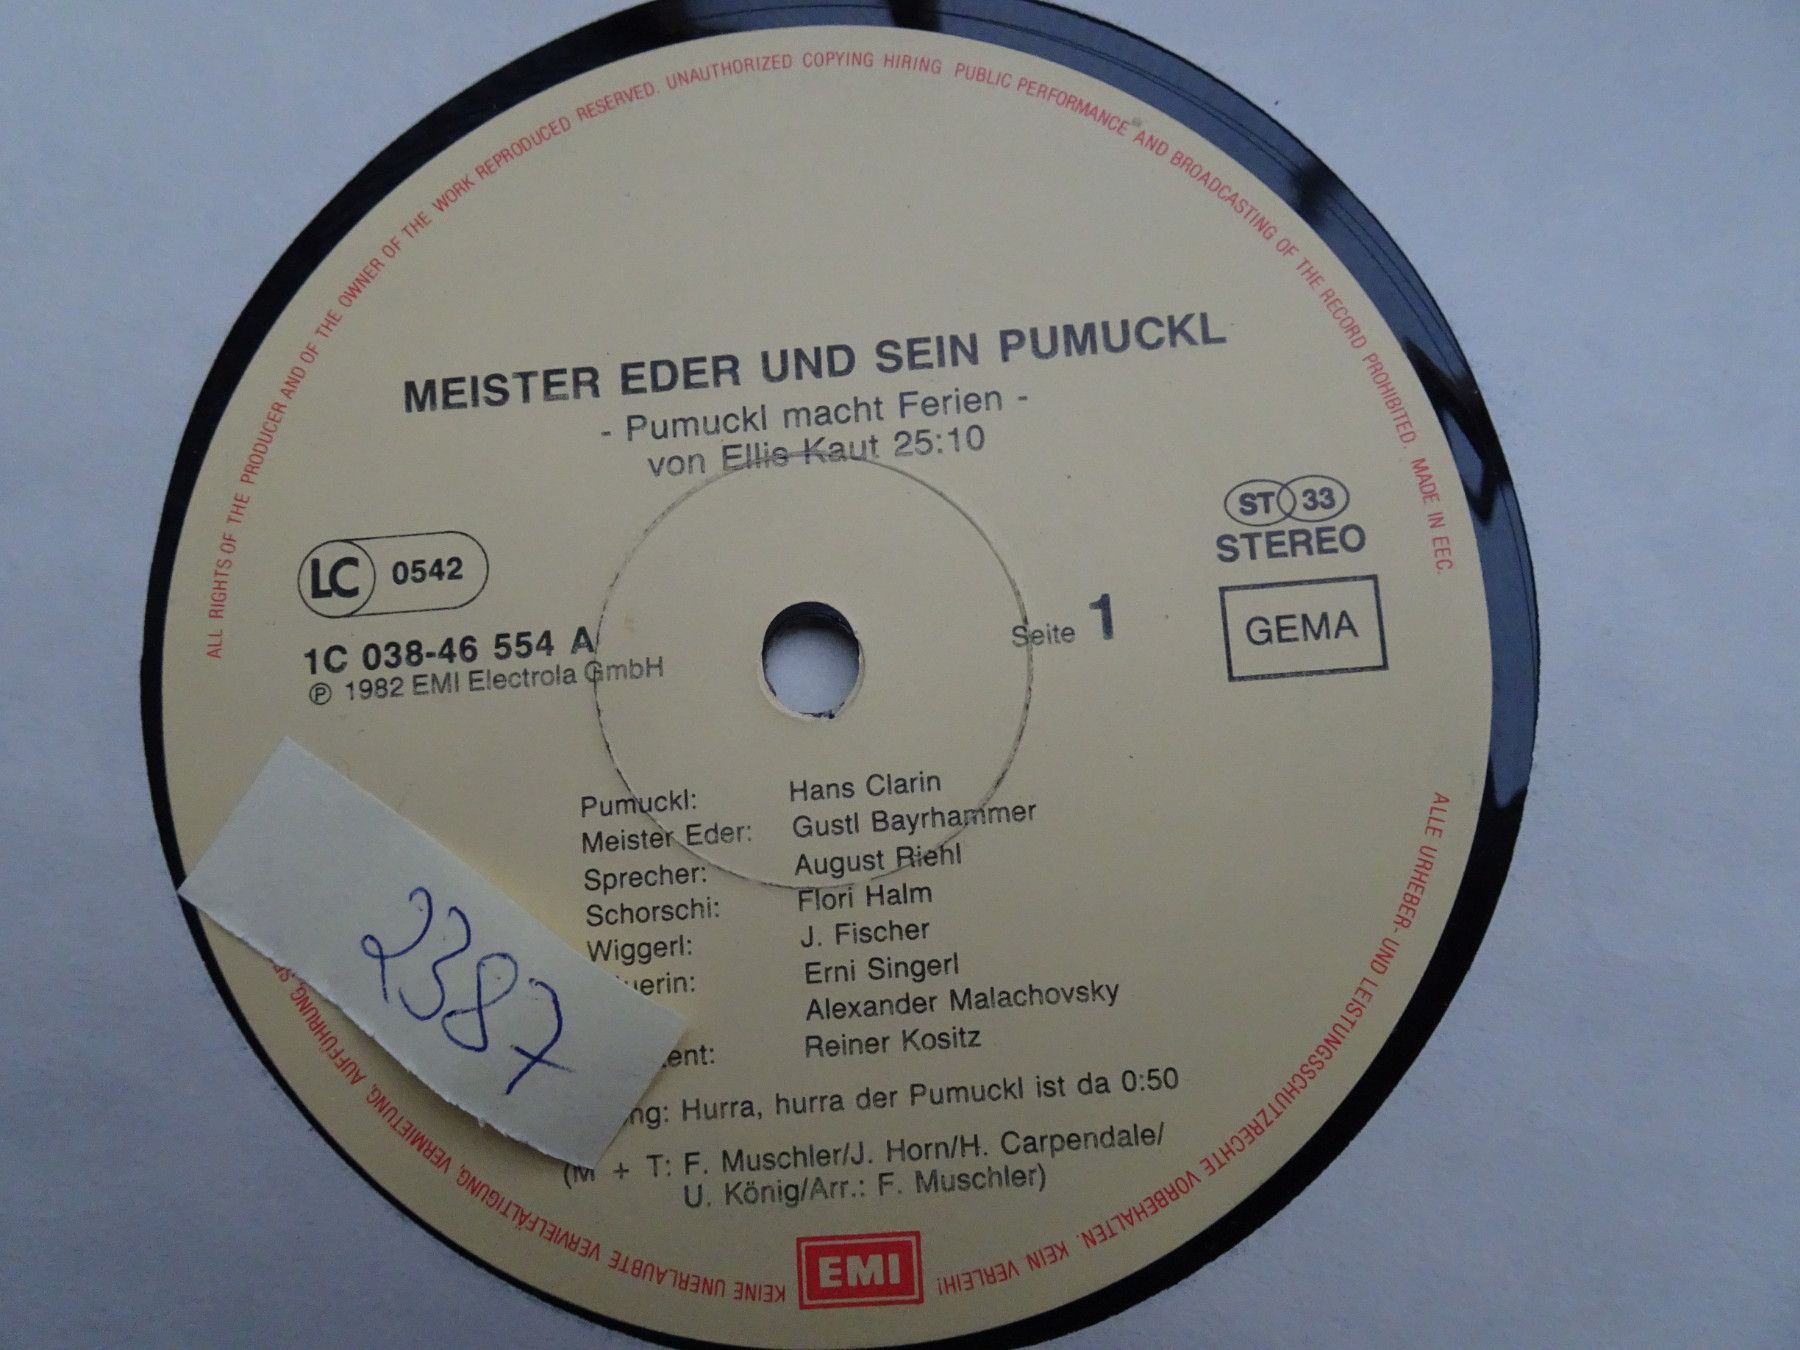 ALL RIGHTS OF THE PRODUCER AND OF THE OWNER OF THE WORK REPRODUCED RESERVED. UNAUTHORIZED COPYING HIRING PUBLIC PERFORMANCE AND BROADCASTING OF THE RECORD PROHIBITED. MADE IN EEC.
MEISTER EDER UND SEIN PUMUCKL
- Pumuckl macht Ferien -
von Ellis Kaut 25:10
LC 0542
ST 33
STEREO
1C 038-46 554 A
Ⓟ 1982 EMI Electrola GmbH
Seite 1
GEMA
Pumuckl: Hans Clarin
Meister Eder: Gustl Bayrhammer
Sprecher: August Riehl
Schorschi: Flori Halm
Wiggerl: J. Fischer
Erni Singerl
Alexander Malachovsky
Reiner Kositz
2387
Hurra, hurra der Pumuckl ist da 0:50
(M + T: F. Muschler/J. Horn/H. Carpendale/
U. König/Arr.: F. Muschler)
EMI
ALLE URHEBER- UND LEISTUNGSSCHUTZRECHTE VORBEHALTEN. KEIN VERLEIH! KEINE UNERLAUBTE VERVIELFÄLTIGUNG, VERMIETUNG, AUFFÜHRUNG,